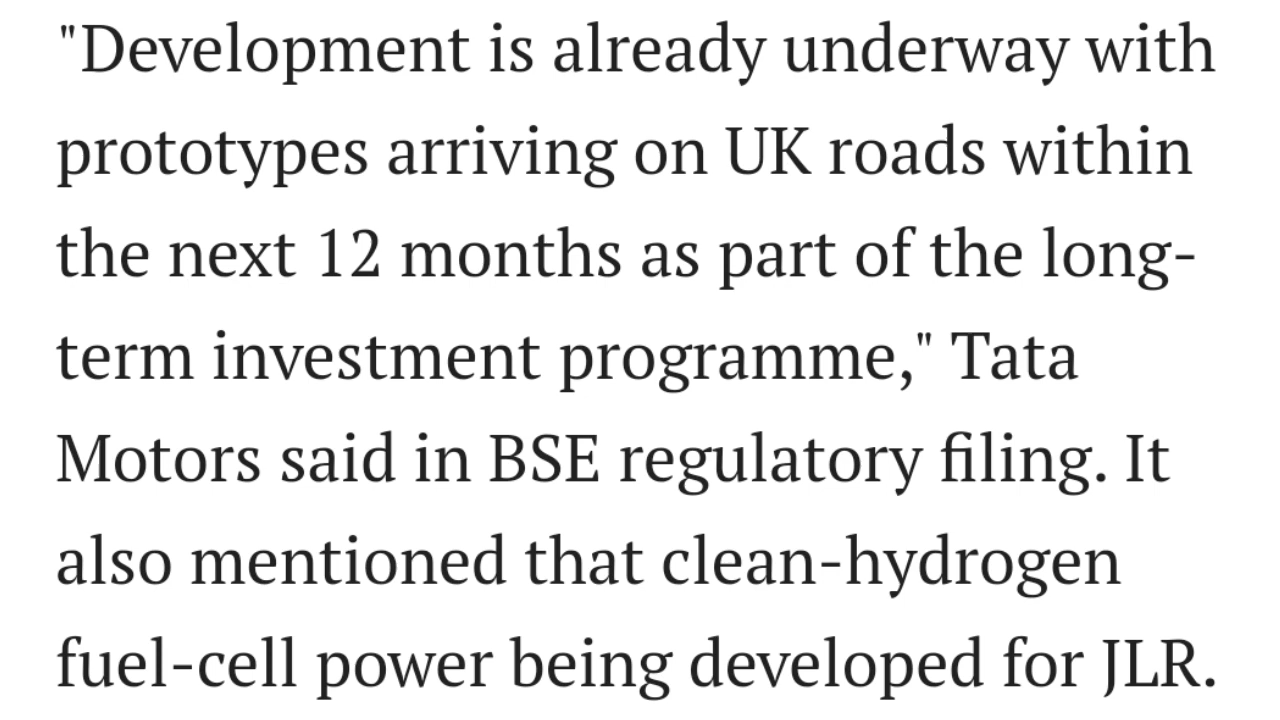 "Development is already underway with
prototypes arriving on UK roads within
the next 12 months as part of the long-
term investment programme," Tata
Motors said in BSE regulatory filing. It
also mentioned that clean-hydrogen
fuel-cell power being developed for JLR.